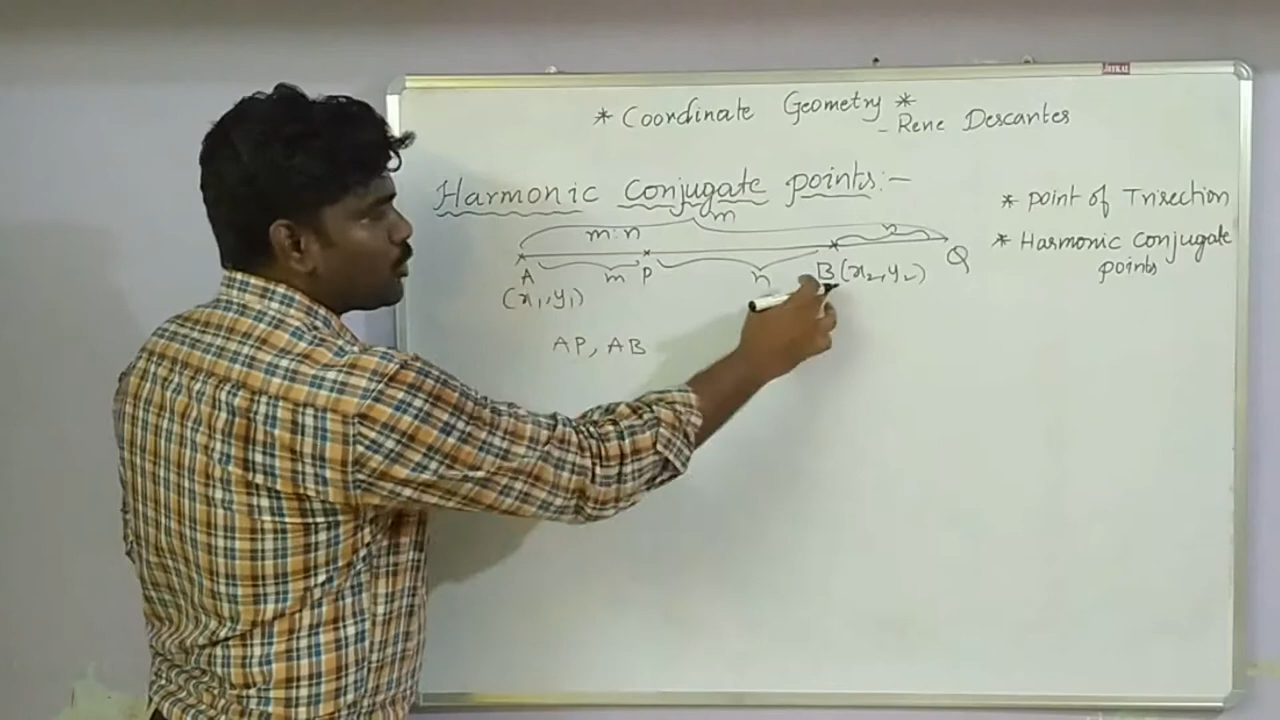 JEYKAL
* Coordinate Geometry *
- Rene Descartes
Harmonic Conjugate points:-
* point of Trisection
* Harmonic Conjugate
points
m
m:n
n
A
m
P
n
B(x₂,y₂)
Q
(x₁,y₁)
AP, AB